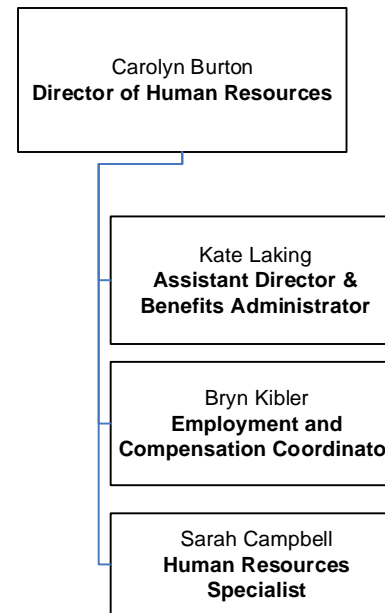 Carolyn Burton
Director of Human Resources
Kate Laking
Assistant Director &
Benefits Administrator
Bryn Kibler
Employment and
Compensation Coordinato
Sarah Campbell
Human Resources
Specialist